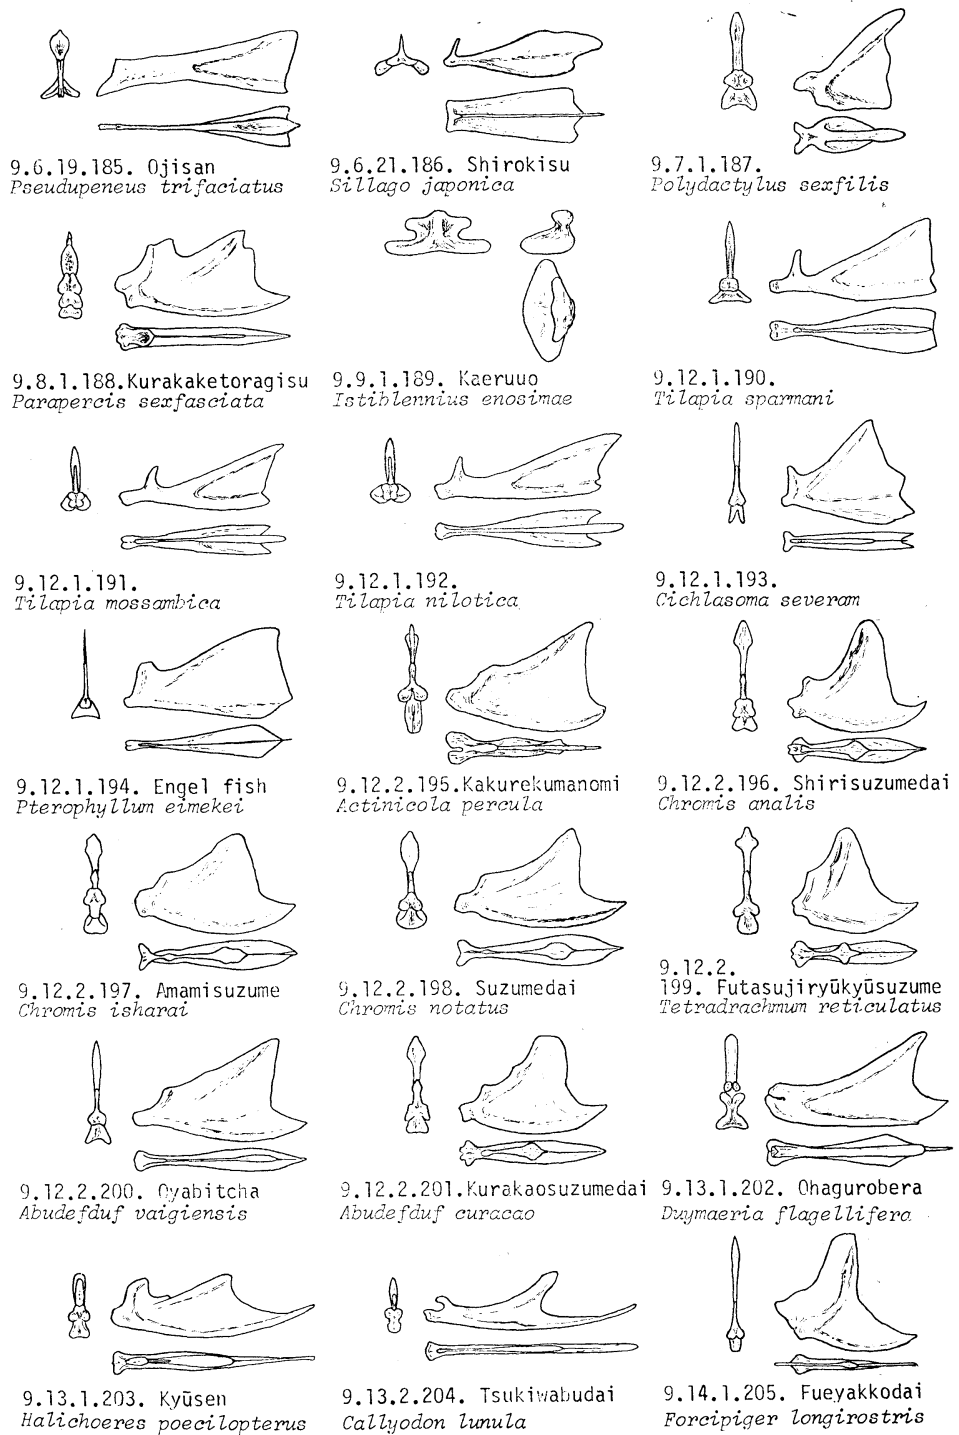 9.6.19.185. Ojisan
Pseudupeneus trifaciatus
9.6.21.186. Shirokisu
Sillago japonica
9.7.1.187.
Polydactylus sexfilis
9.8.1.188.Kurakaketoragisu
Parapercis sexfasciata
9.9.1.189. Kaeruuo
Istiblennius enosimae
9.12.1.190.
Tilapia sparmani
9.12.1.191.
Tilapia mossambica
9.12.1.192.
Tilapia nilotica
9.12.1.193.
Cichlasoma severam
9.12.1.194. Engel fish
Pterophyllum eimekei
9.12.2.195.Kakurekumanomi
Actinicola percula
9.12.2.196. Shirisuzumedai
Chromis analis
9.12.2.197. Amamisuzume
Chromis isharai
9.12.2.198. Suzumedai
Chromis notatus
9.12.2.
199. Futasujiryūkyūsuzume
Tetradrachmum reticulatus
9.12.2.200. Oyabitcha
Abudefduf vaigiensis
9.12.2.201.Kurakaosuzumedai
Abudefduf curacao
9.13.1.202. Ohagurobera
Duymaeria flagellifera
9.13.1.203. Kyūsen
Halichoeres poecilopterus
9.13.2.204. Tsukiwabudai
Callyodon lunula
9.14.1.205. Fueyakkodai
Forcipiger longirostris